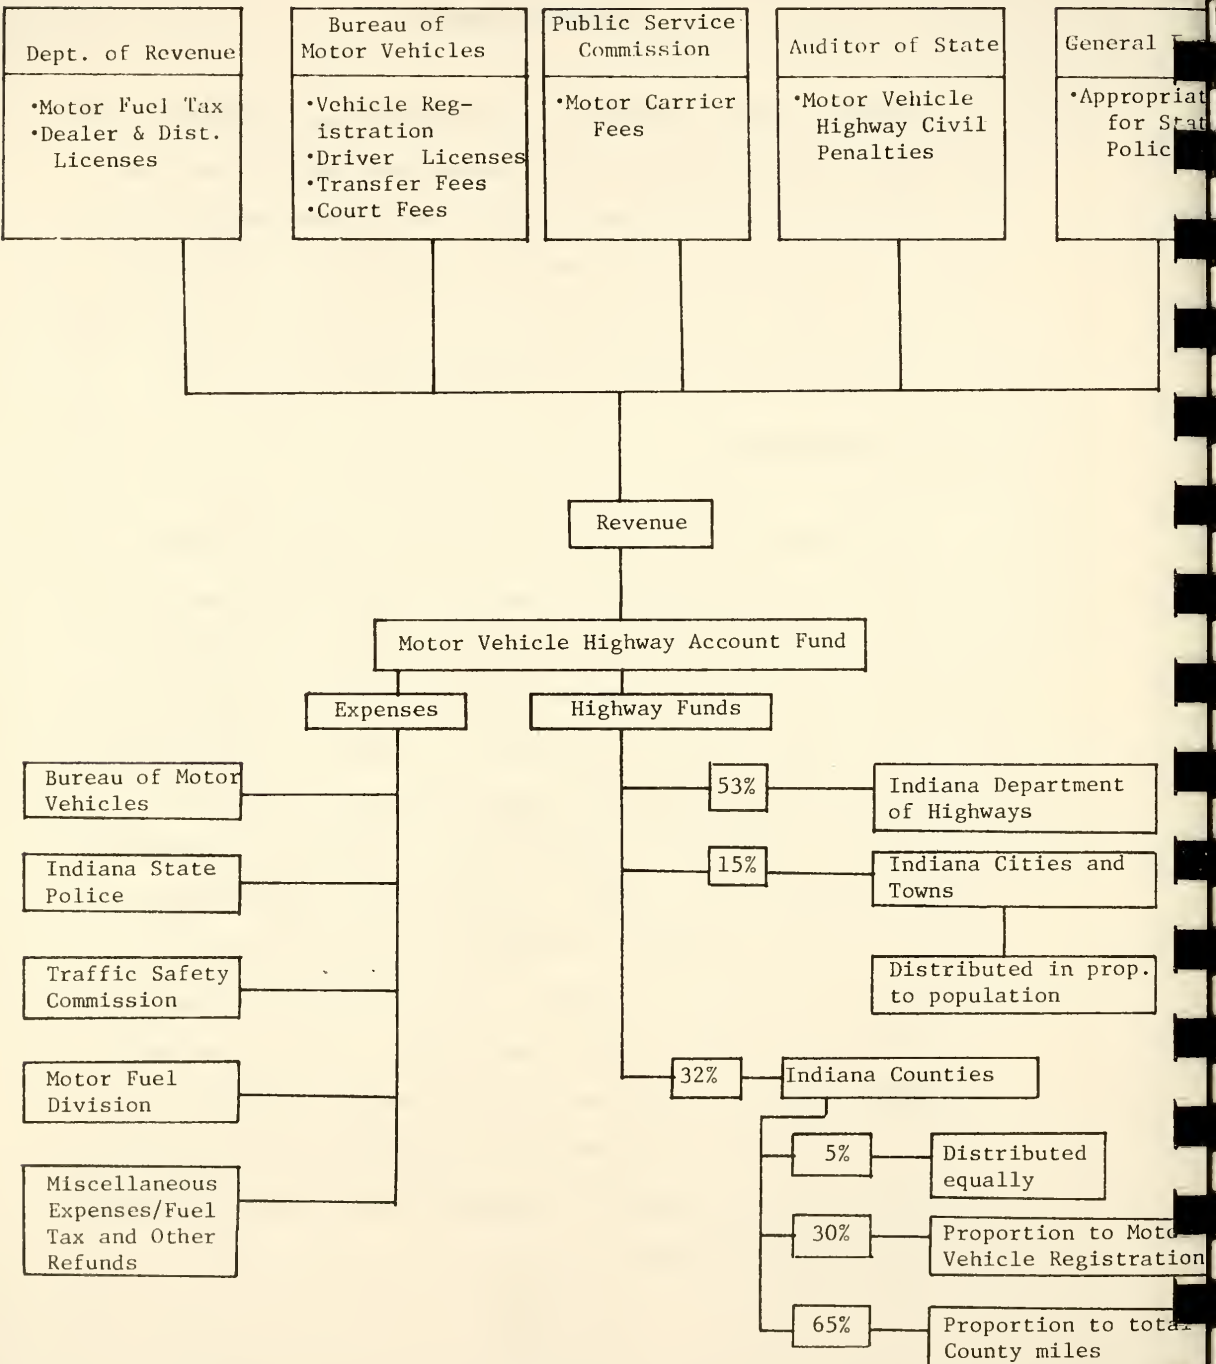 Dept. of Revenue
•Motor Fuel Tax
•Dealer & Dist.
Licenses
Bureau of
Motor Vehicles
•Vehicle Reg-
istration
•Driver Licenses
•Transfer Fees
•Court Fees
Public Service
Commission
•Motor Carrier
Fees
Auditor of State
•Motor Vehicle
Highway Civil
Penalties
General
•Appropriat
for Stat
Polic
Revenue
Motor Vehicle Highway Account Fund
Expenses
Highway Funds
Bureau of Motor
Vehicles
Indiana State
Police
Traffic Safety
Commission
Motor Fuel
Division
Miscellaneous
Expenses/Fuel
Tax and Other
Refunds
53%
Indiana Department
of Highways
15%
Indiana Cities and
Towns
Distributed in prop.
to population
32%
Indiana Counties
5%
Distributed
equally
30%
Proportion to Moto
Vehicle Registration
65%
Proportion to total
County miles